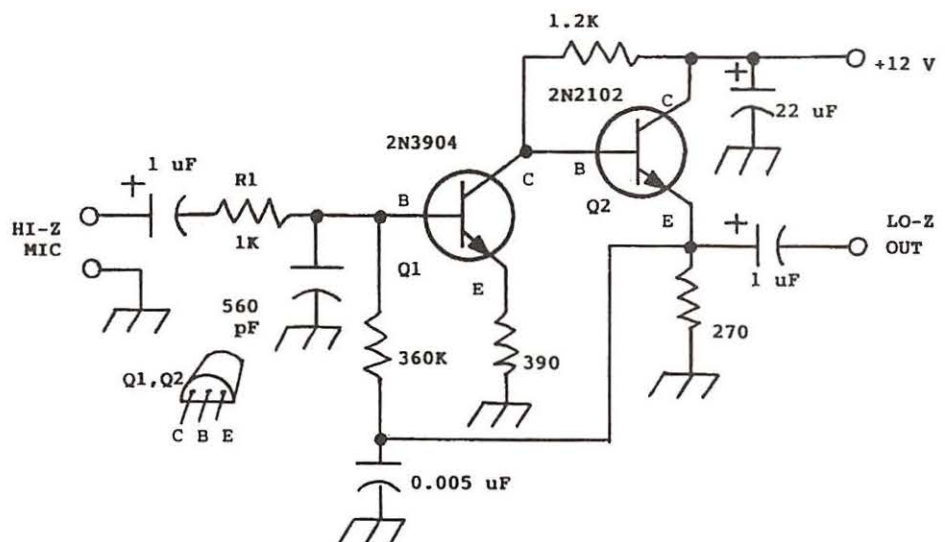 1.2K
+12 V
+
2N2102
C
22 uF
2N3904
B
C
1 uF
+
R1
B
Q2
HI-Z
MIC
1K
E
+
LO-Z
OUT
Q1
1 uF
E
560
pF
270
360K
390
Q1,Q2
C B E
0.005 uF